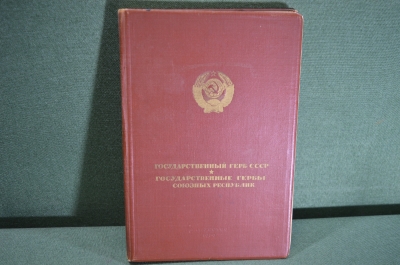 ГОСУДАРСТВЕННЫЙ ГЕРБ СССР
ГОСУДАРСТВЕННЫЕ ГЕРБЫ
СОЮЗНЫХ РЕСПУБЛИК